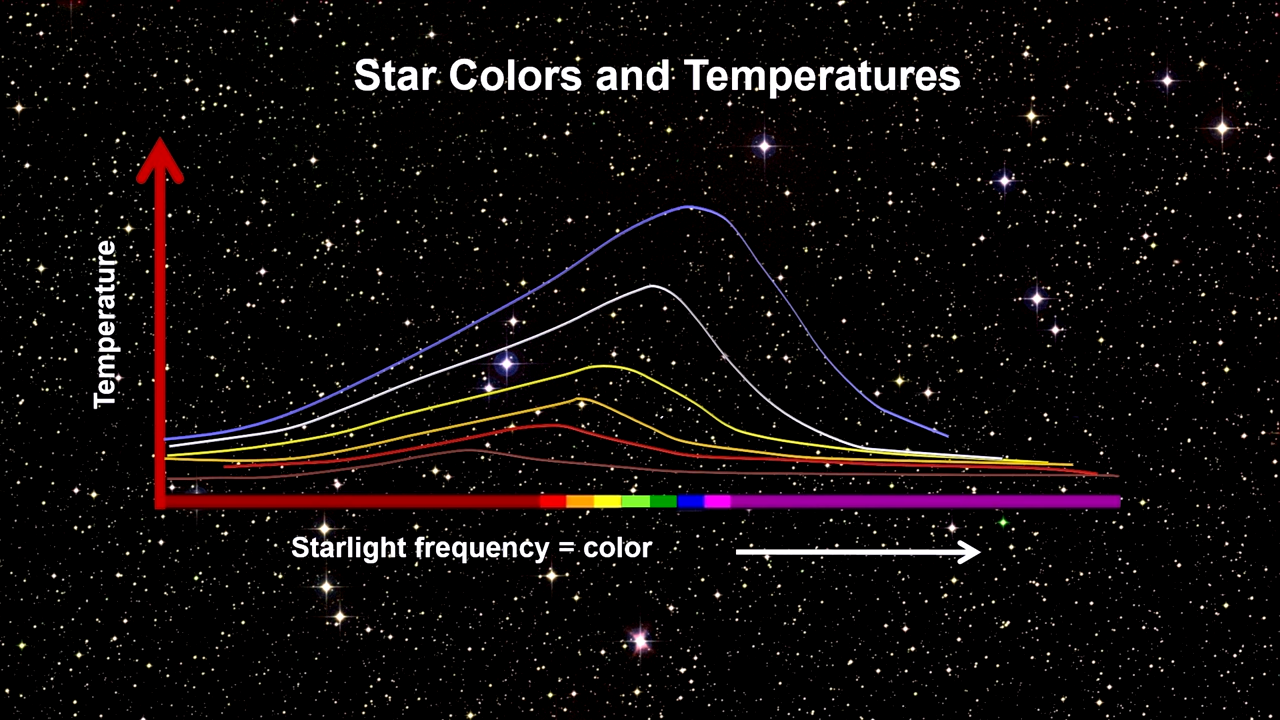 Star Colors and Temperatures
Temperature
Starlight frequency = color